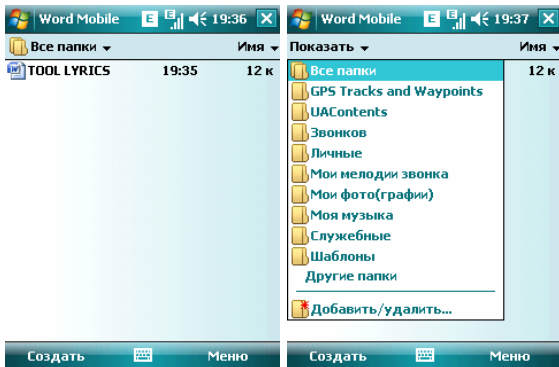 Word Mobile E E 19:36
Все папки Имя
TOOL LYRICS 19:35 12 к
Создать Меню
Word Mobile E E 19:37
Показать Имя
Все папки 12 к
GPS Tracks and Waypoints
UAContents
Звонков
Личные
Мои мелодии звонка
Мои фото(графии)
Моя музыка
Служебные
Шаблоны
Другие папки
Добавить/удалить...
Создать Меню